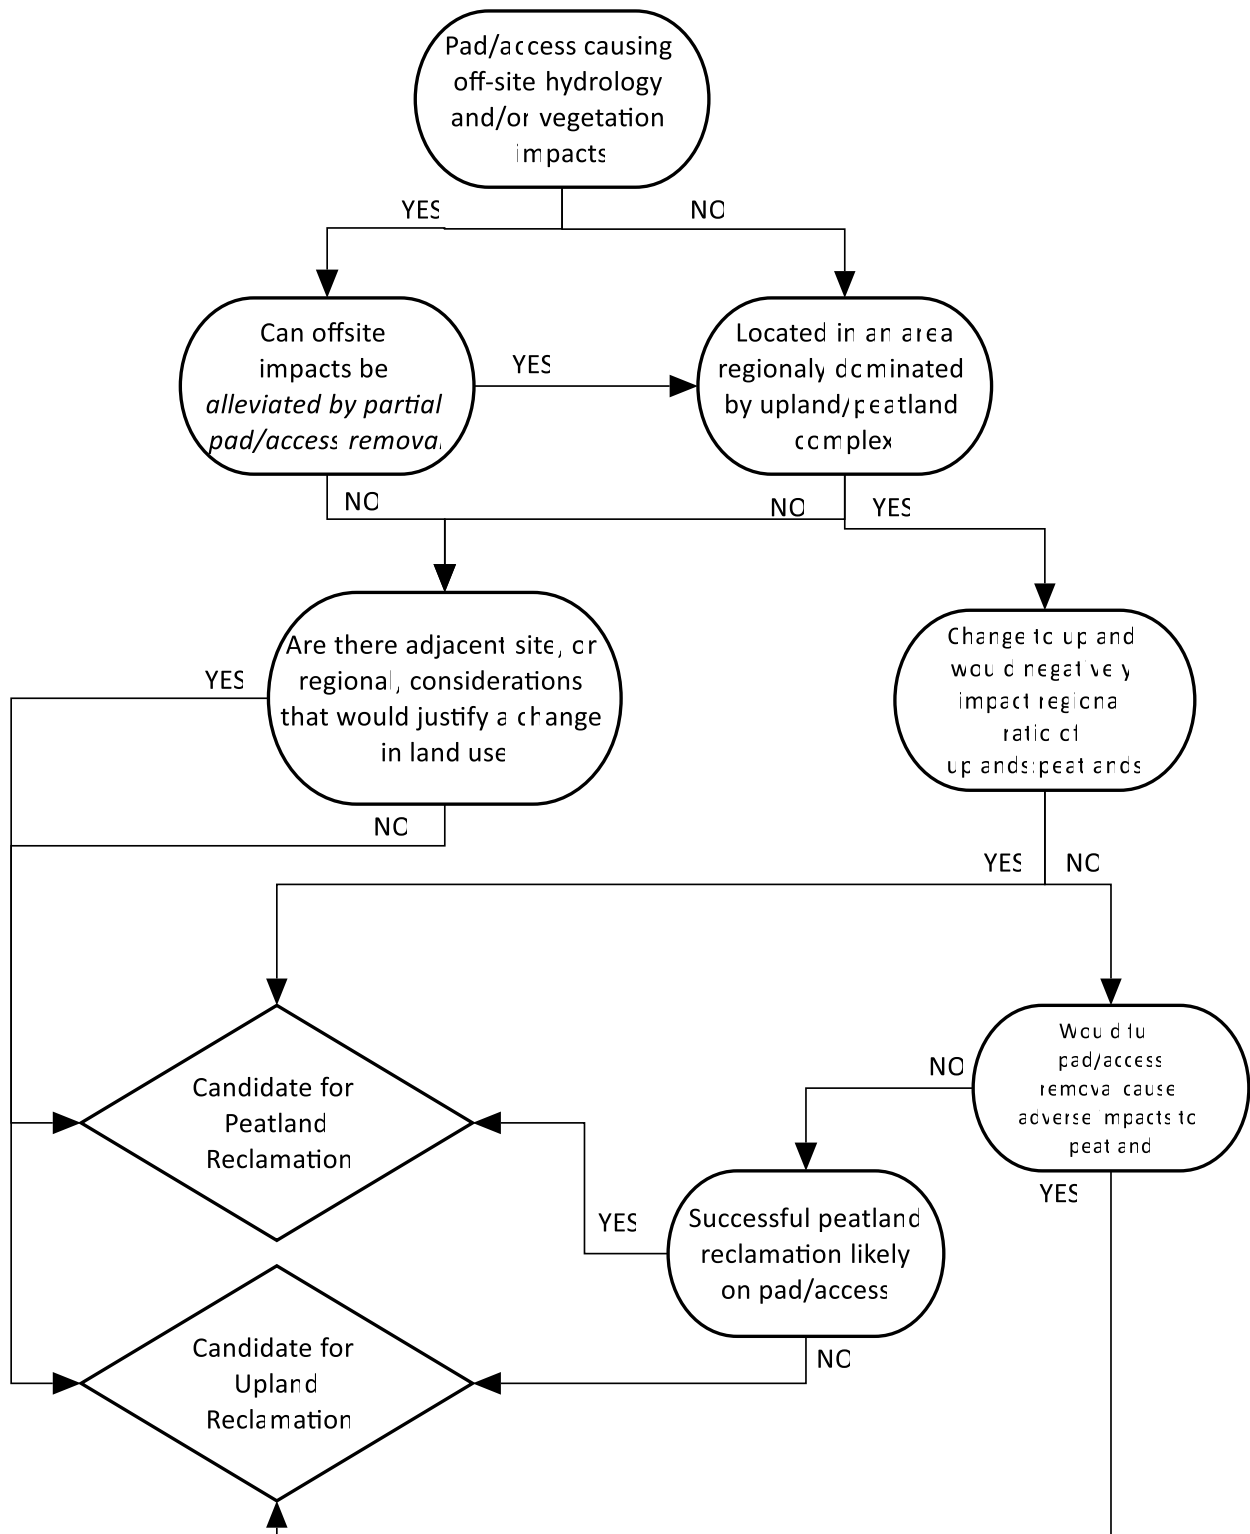 Pad/access causing
off-site hydrology
and/or vegetation
impacts
YES
NO
Can offsite
impacts be
alleviated by partial
pad/access removal
YES
Located in an area
regionaly dominated
by upland/peatland
complex
NO
NO
YES
Are there adjacent site, or
regional, considerations
that would justify a change
in land use
YES
NO
Change to upland
would negatively
impact regional
ratio of
uplands:peatlands
YES
NO
Candidate for
Peatland
Reclamation
Would full
pad/access
removal cause
adverse impacts to
peatland
NO
YES
Successful peatland
reclamation likely
on pad/access
YES
NO
Candidate for
Upland
Reclamation